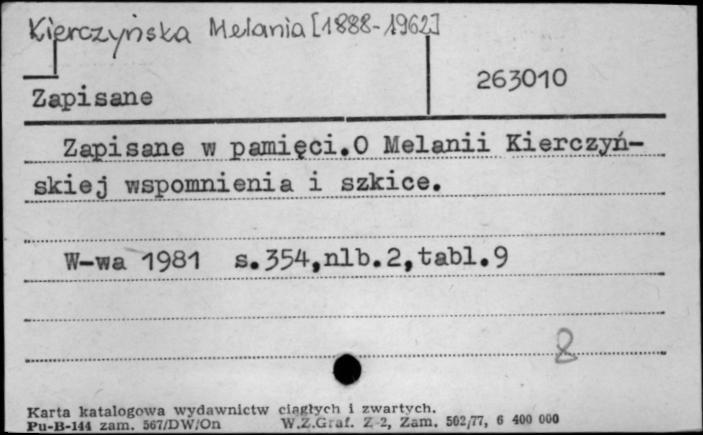 Kierczyńska Melania [1888-1962]
263010
Zapisane
Zapisane w pamięci.O Melanii Kierczyń-
skiej wspomnienia i szkice.
W-wa 1981 s.354,nlb.2,tabl.9
2
Karta katalogowa wydawnictw ciągłych i zwartych.
Pu-B-144 zam. 567/DW/On W.Z.Graf. Z-2, Zam. 502/77, 6 400 000